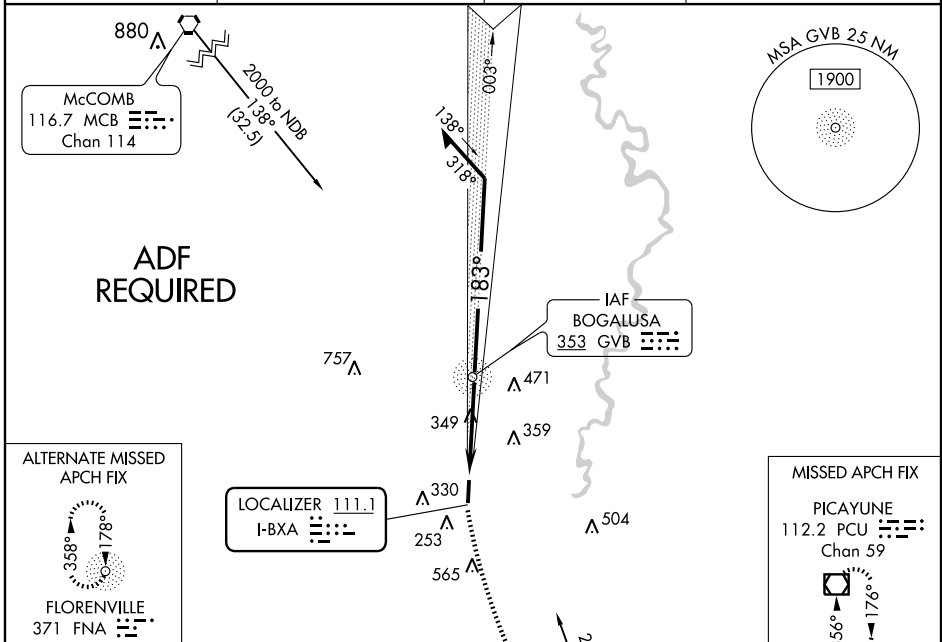 880
McCOMB
116.7 MCB
Chan 114
2000 to NDB
138°
(32.5)
003°
138°
318°
183°
MSA GVB 25 NM
1900
ADF
REQUIRED
IAF
BOGALUSA
353 GVB
757
471
349
359
ALTERNATE MISSED
APCH FIX
358°
178°
FLORENVILLE
371 FNA
LOCALIZER 111.1
I-BXA
330
253
565
504
MISSED APCH FIX
PICAYUNE
112.2 PCU
Chan 59
176°